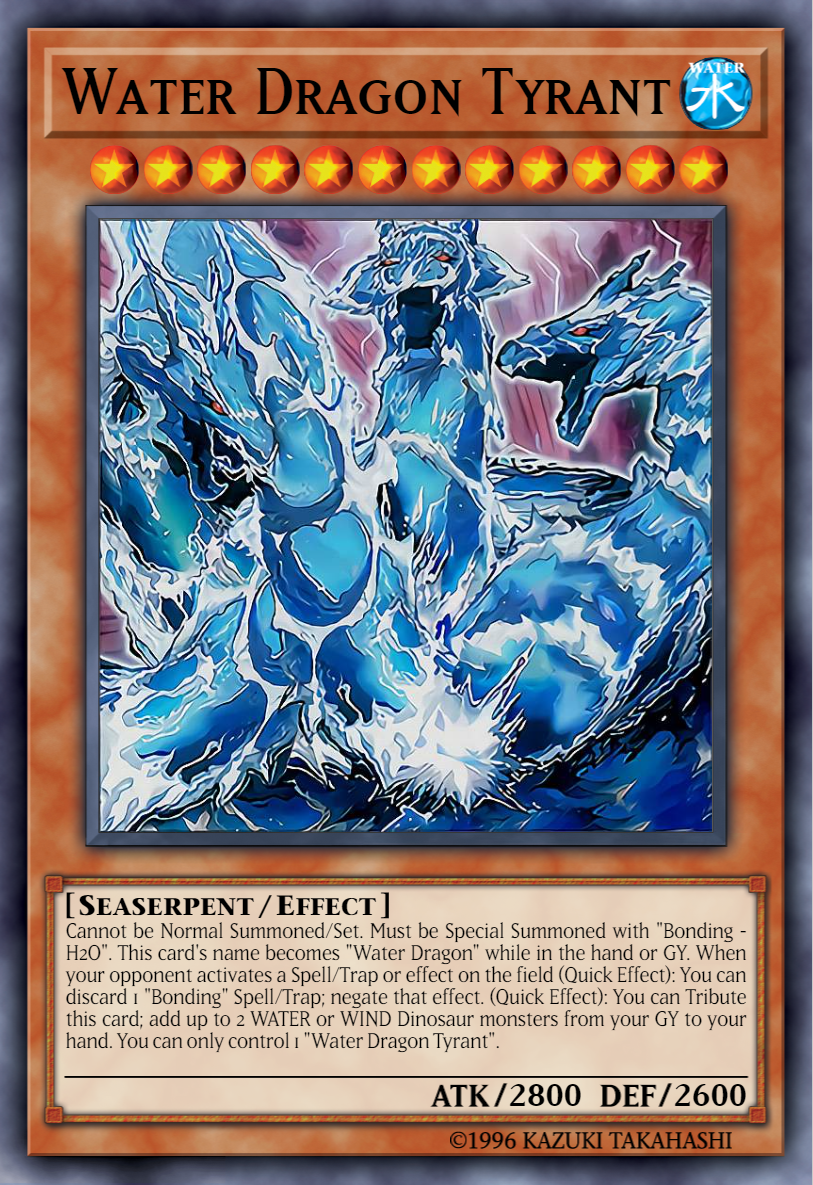 Water Dragon Tyrant
WATER
水
[ Seaserpent / Effect ]
Cannot be Normal Summoned/Set. Must be Special Summoned with "Bonding -
H2O". This card's name becomes "Water Dragon" while in the hand or GY. When
your opponent activates a Spell/Trap or effect on the field (Quick Effect): You can
discard 1 "Bonding" Spell/Trap; negate that effect. (Quick Effect): You can Tribute
this card; add up to 2 WATER or WIND Dinosaur monsters from your GY to your
hand. You can only control 1 "Water Dragon Tyrant".
ATK/2800 DEF/2600
©1996 KAZUKI TAKAHASHI